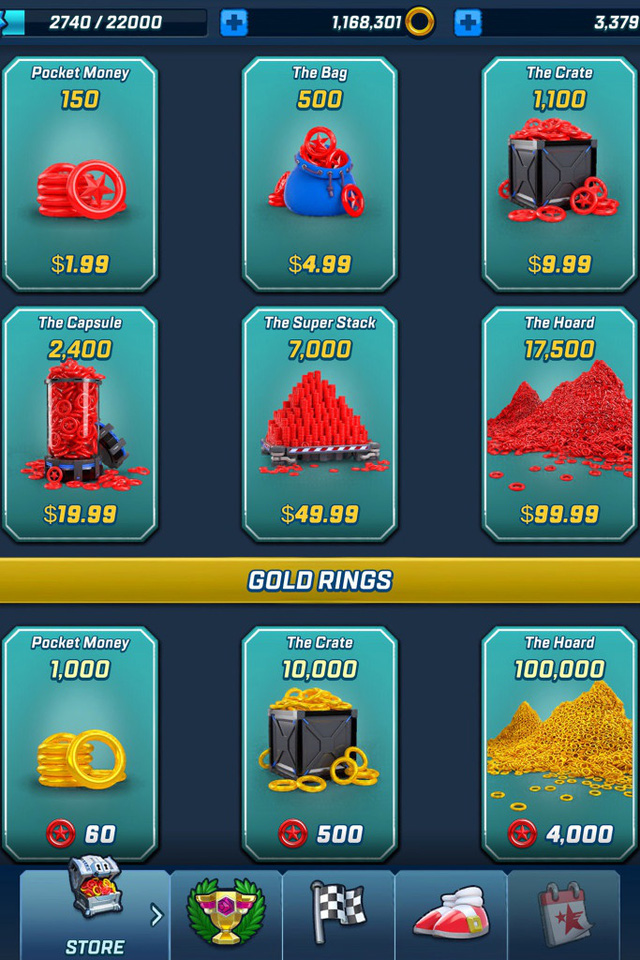 2740 / 22000
1,168,301
3,379
Pocket Money
150
$1.99
The Bag
500
$4.99
The Crate
1,100
$9.99
The Capsule
2,400
$19.99
The Super Stack
7,000
$49.99
The Hoard
17,500
$99.99
GOLD RINGS
Pocket Money
1,000
60
The Crate
10,000
500
The Hoard
100,000
4,000
STORE